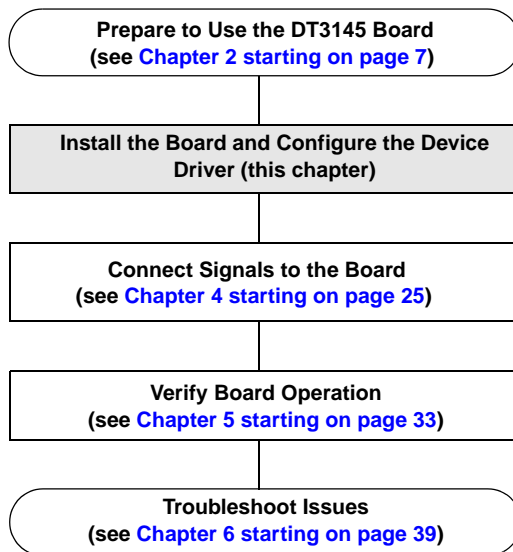 Prepare to Use the DT3145 Board
(see Chapter 2 starting on page 7)
Install the Board and Configure the Device
Driver (this chapter)
Connect Signals to the Board
(see Chapter 4 starting on page 25)
Verify Board Operation
(see Chapter 5 starting on page 33)
Troubleshoot Issues
(see Chapter 6 starting on page 39)